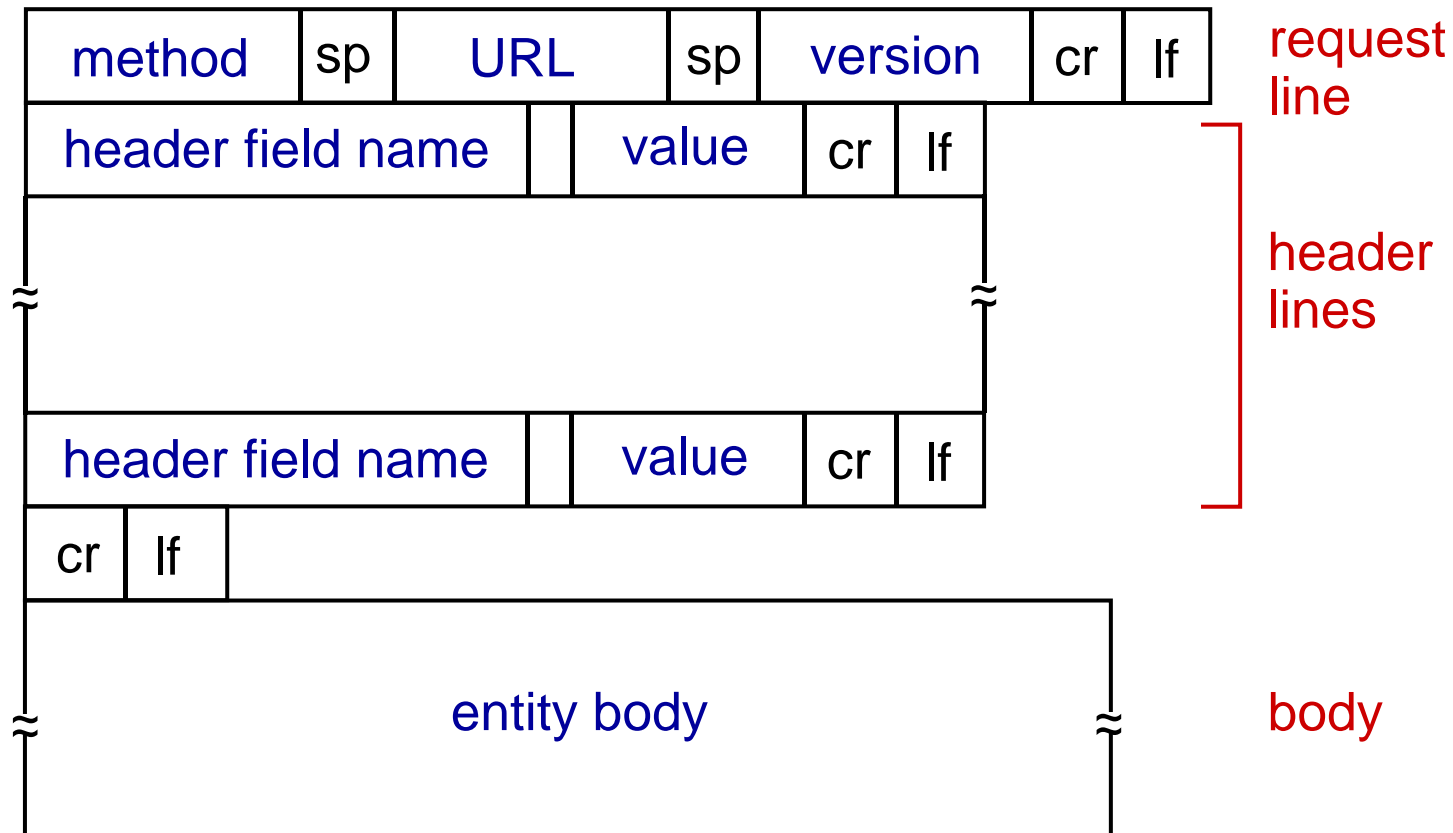 method sp URL sp version cr lf request
line
header field name value cr lf
header
lines
header field name value cr lf
cr lf
entity body body